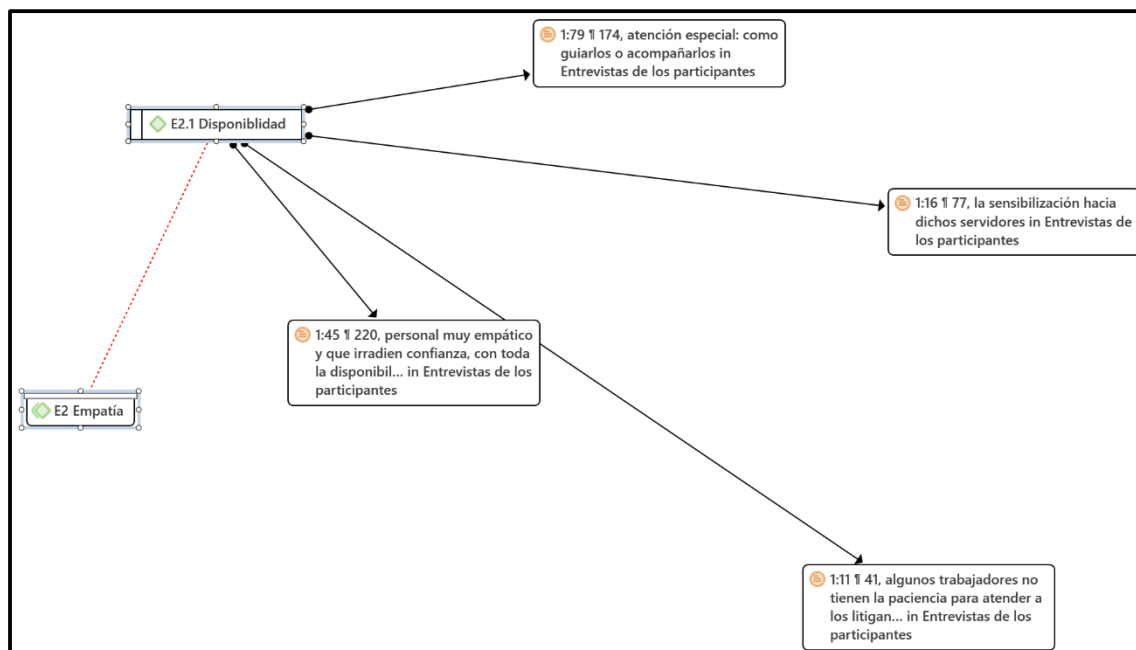 1:79 ¶ 174, atención especial: como
guiarlos o acompañarlos in
Entrevistas de los participantes
E2.1 Disponiblidad
1:16 ¶ 77, la sensibilización hacia
dichos servidores in Entrevistas de
los participantes
1:45 ¶ 220, personal muy empático
y que irradien confianza, con toda
la disponibil... in Entrevistas de los
participantes
E2 Empatía
1:11 ¶ 41, algunos trabajadores no
tienen la paciencia para atender a
los litigan... in Entrevistas de los
participantes